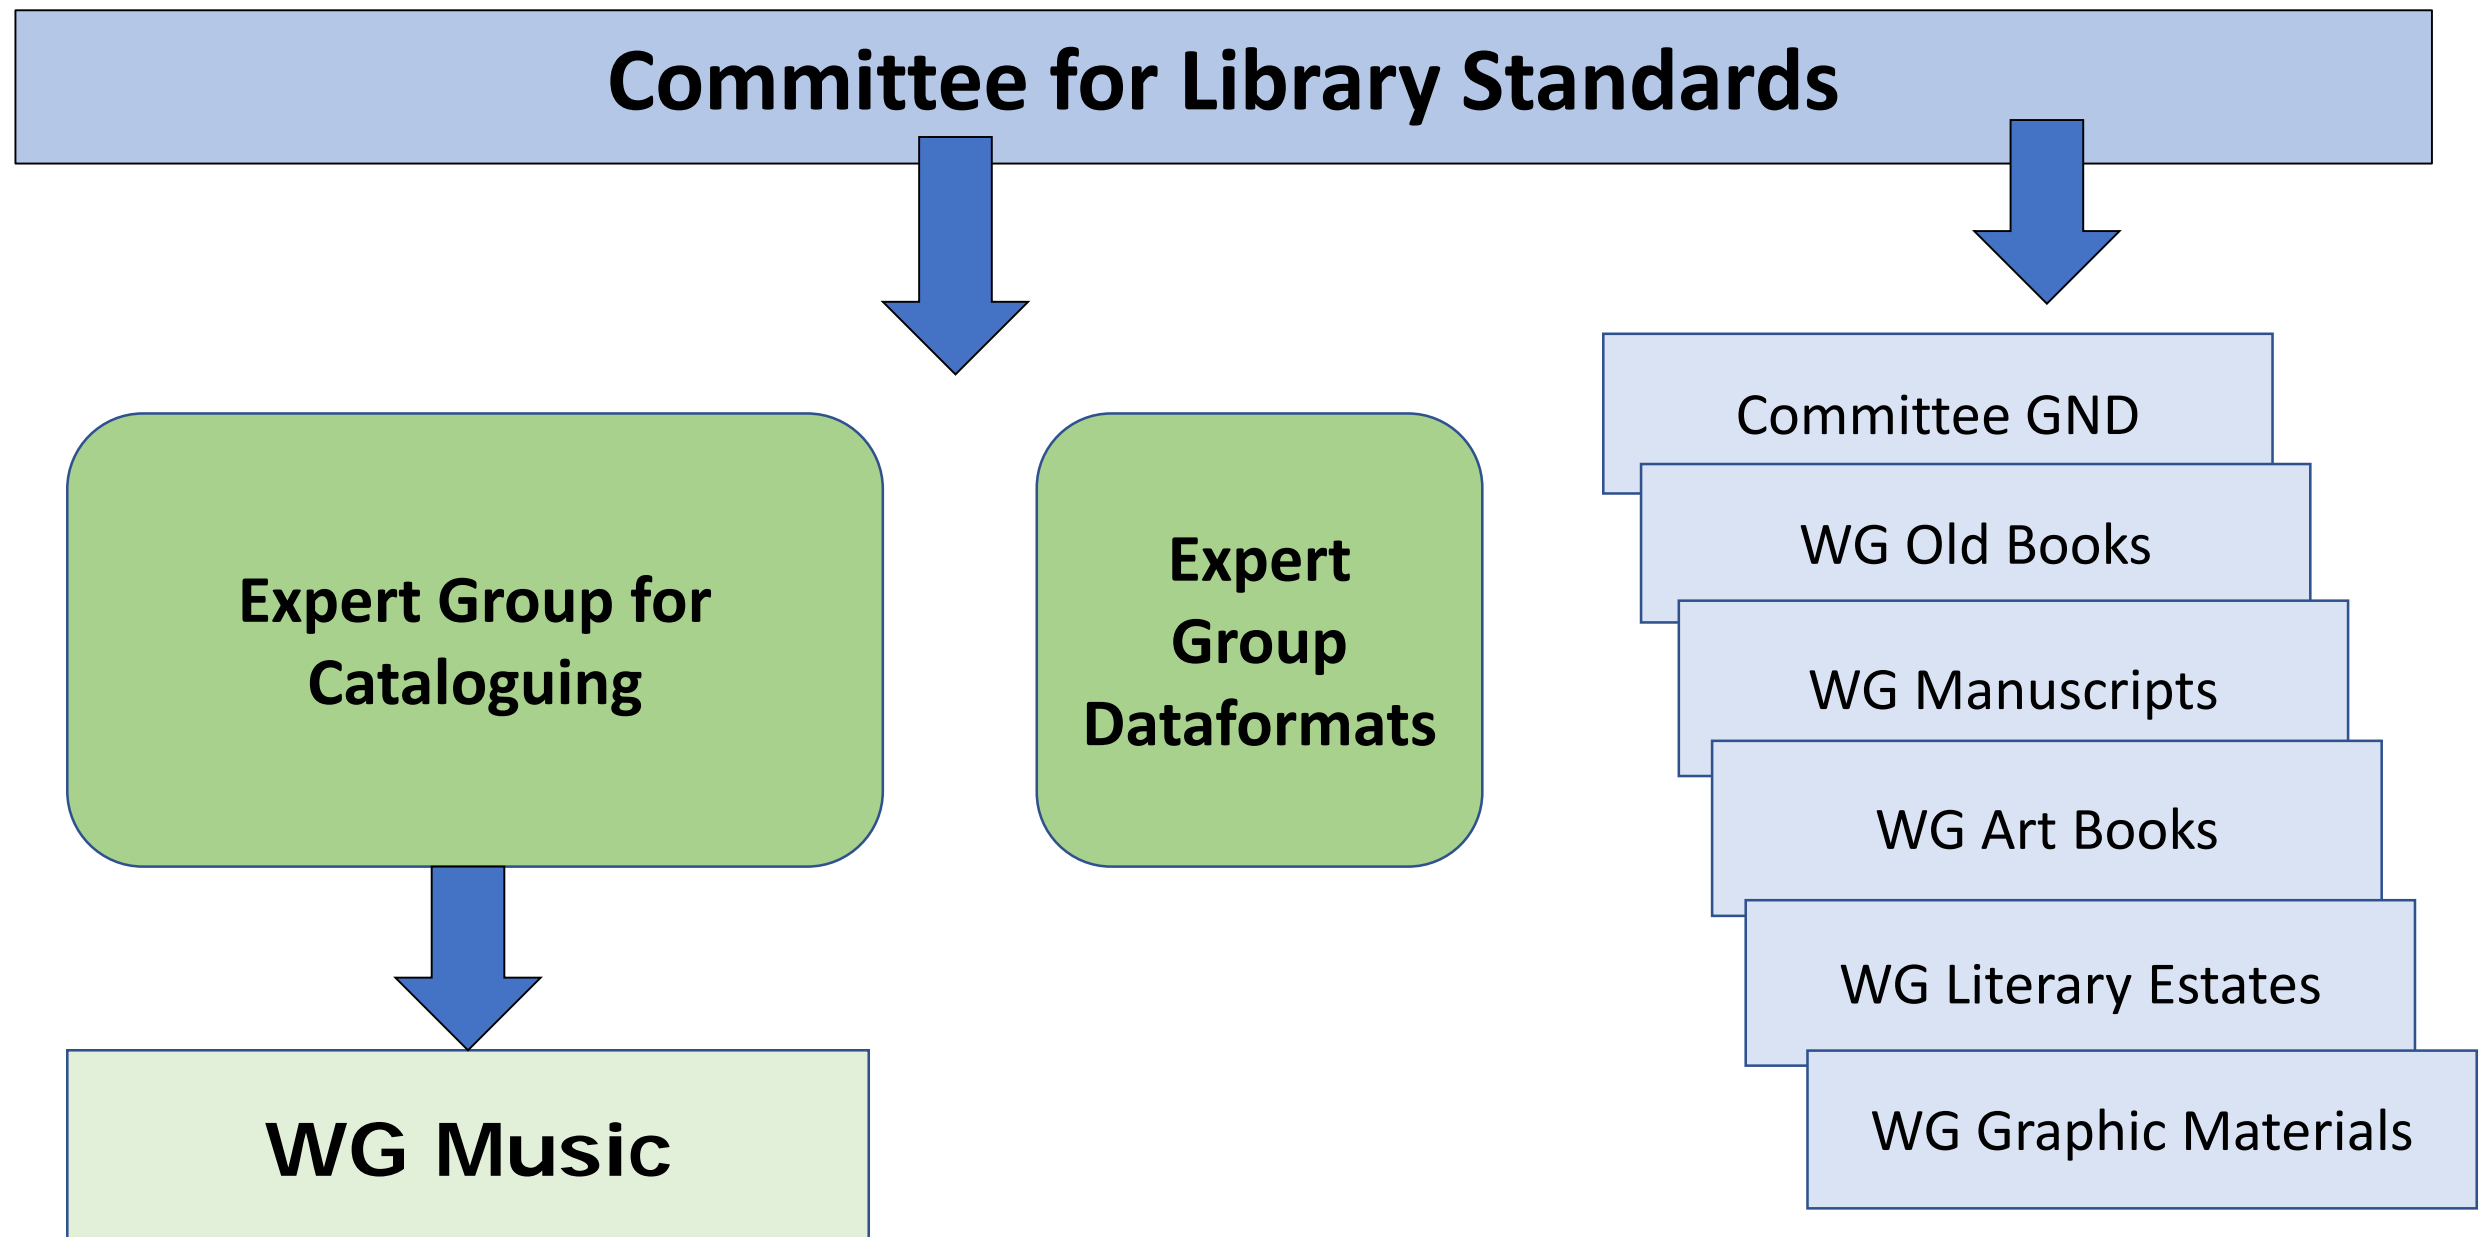 Committee for Library Standards
Expert Group for
Cataloguing
Expert
Group
Dataformats
WG Music
Committee GND
WG Old Books
WG Manuscripts
WG Art Books
WG Literary Estates
WG Graphic Materials